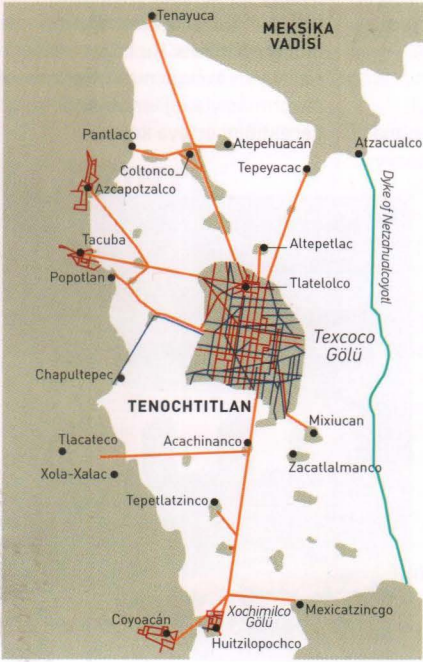 Tenayuca
MEKSİKA
VADİSİ
Pantlaco
Atepehuacán
Atzacualco
Coltonco
Tepeyacac
Azcapotzalco
Dyke of Netzahualcoyotl
Tacuba
Altepetlac
Popotlan
Tlatelolco
Texcoco
Gölü
Chapultepec
TENOCHTITLAN
Mixiucan
Tlacateco
Acachinanco
Zacatlalmanco
Xola-Xalac
Tepetlatzinco
Xochimilco
Gölü
Mexicatzincgo
Coyoacán
Huitzilopochco